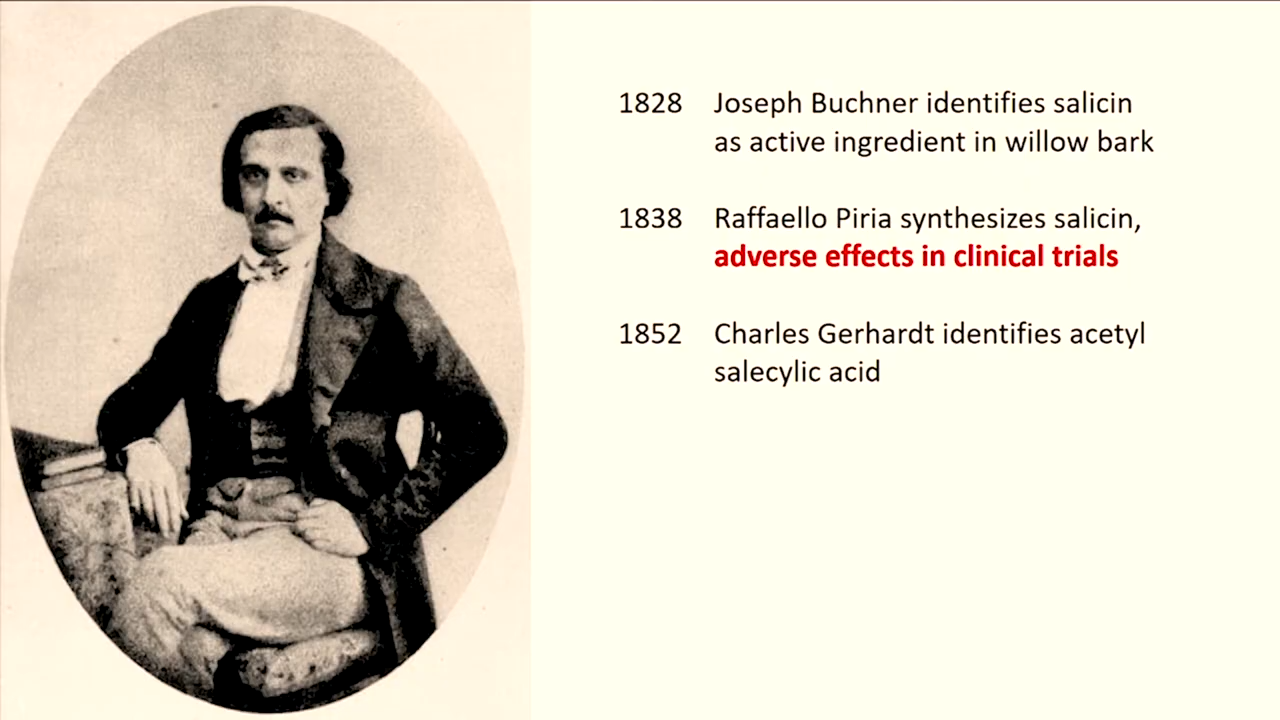 1828 Joseph Buchner identifies salicin
as active ingredient in willow bark
1838 Raffaello Piria synthesizes salicin,
adverse effects in clinical trials
1852 Charles Gerhardt identifies acetyl
salecylic acid